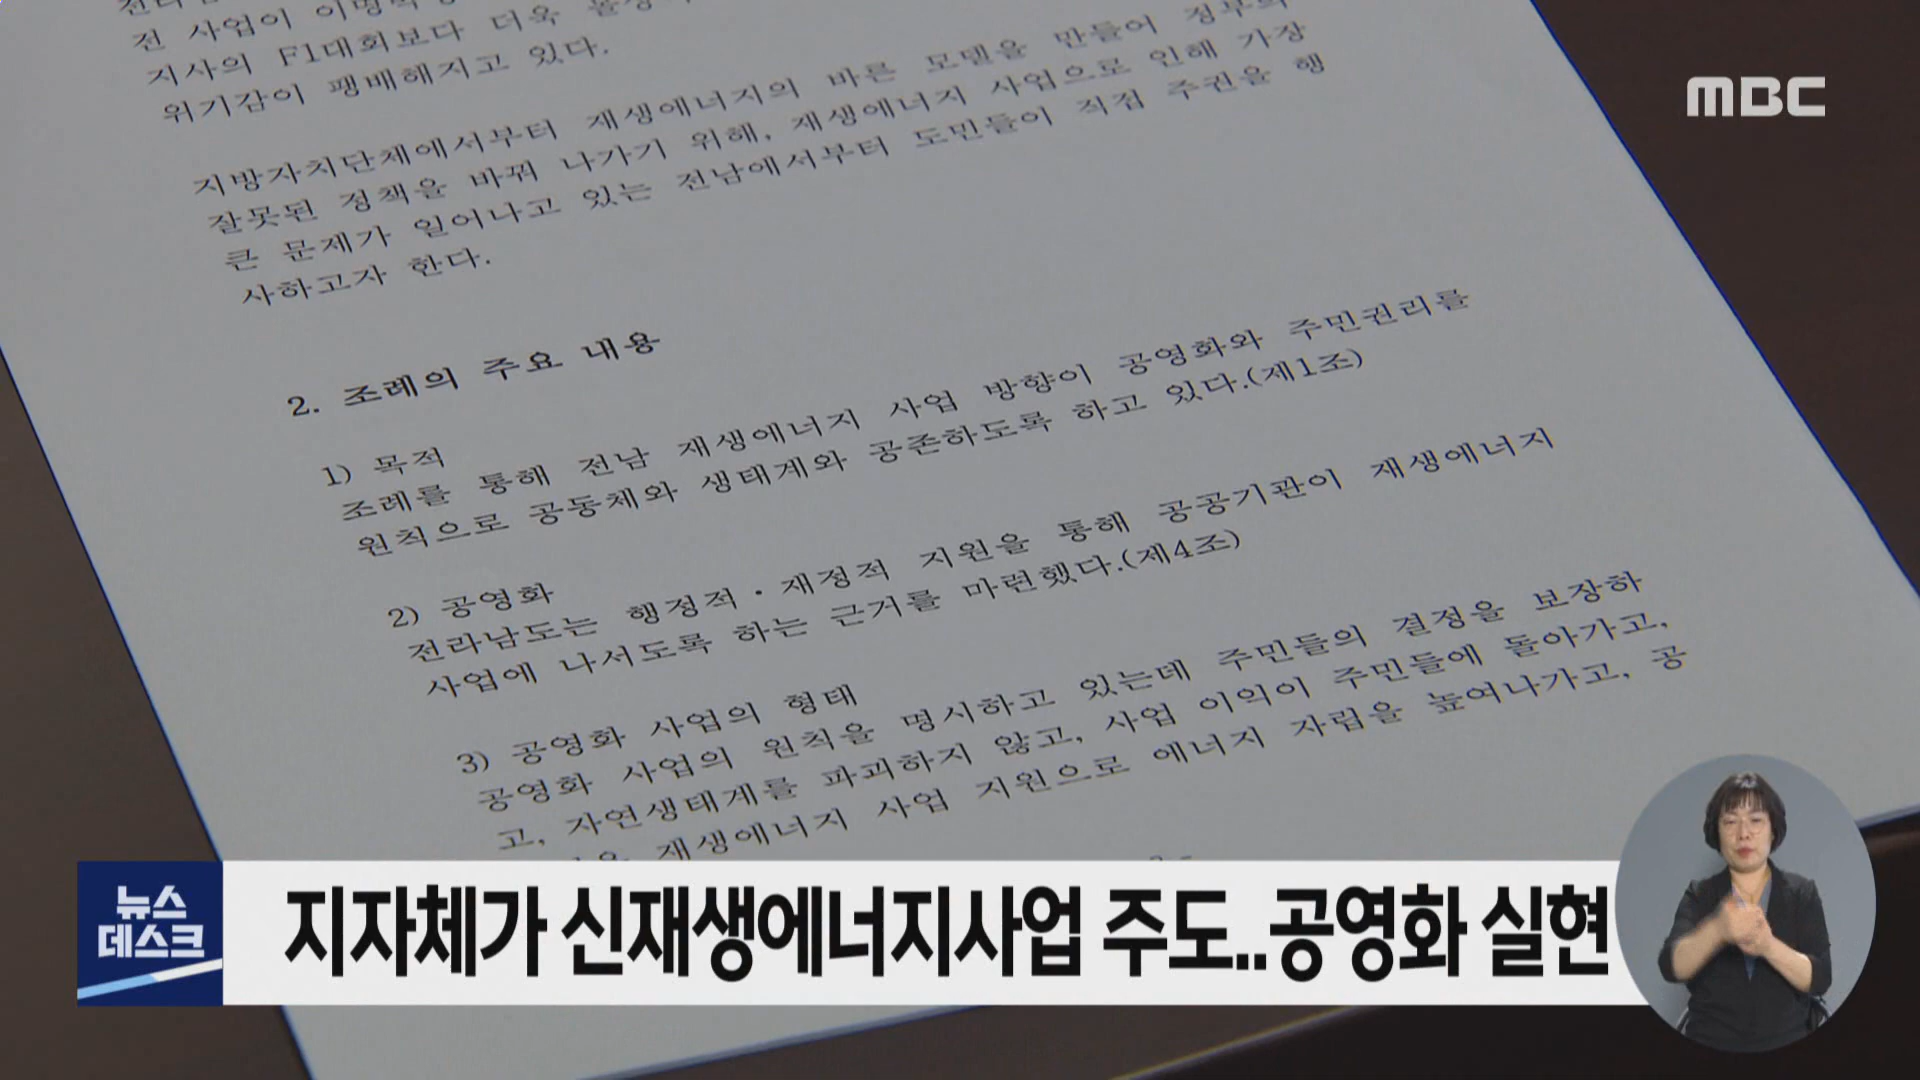 전 사업이
지사의 F1대회보다 더욱
위기감이 팽배해지고 있다.
지방자치단체에서부터 재생에너지의 바른 모델을 만들어 정부의
잘못된 정책을 바꿔 나가기 위해, 재생에너지 사업으로 인해 가장
큰 문제가 일어나고 있는 전남에서부터 도민들이 직접 주권을 행
사하고자 한다.
2. 조례의 주요 내용
1) 목적
조례를 통해 전남 재생에너지 사업 방향이 공영화와 주민권리를
원칙으로 공동체와 생태계와 공존하도록 하고 있다.(제1조)
2) 공영화
전라남도는 행정적·재정적 지원을 통해 공공기관이 재생에너지
사업에 나서도록 하는 근거를 마련했다.(제4조)
3) 공영화 사업의 형태
공영화 사업의 원칙을 명시하고 있는데 주민들의 결정을 보장하
고, 자연생태계를 파괴하지 않고, 사업 이익이 주민들에 돌아가고,
재생에너지 사업 지원으로 에너지 자립을 높여나가고, 공
MBC
뉴스
데스크
지자체가 신재생에너지사업 주도..공영화 실현